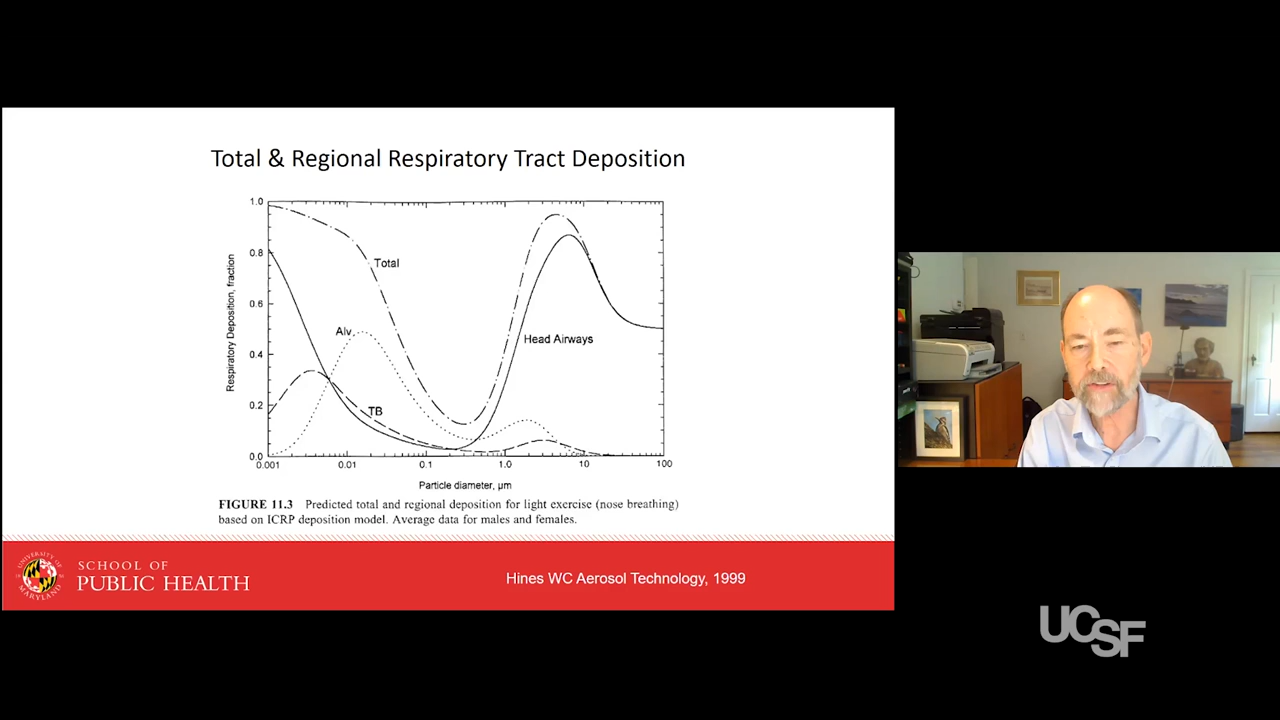 Total & Regional Respiratory Tract Deposition
1.0
0.8
0.6
0.4
0.2
0.0
Respiratory Deposition, fraction
Total
Alv
Head Airways
TB
0.001
0.01
0.1
1.0
10
100
Particle diameter, µm
FIGURE 11.3 Predicted total and regional deposition for light exercise (nose breathing)
based on ICRP deposition model. Average data for males and females.
UNIVERSITY OF
MARYLAND
SCHOOL OF
PUBLIC HEALTH
Hines WC Aerosol Technology, 1999
UCSF